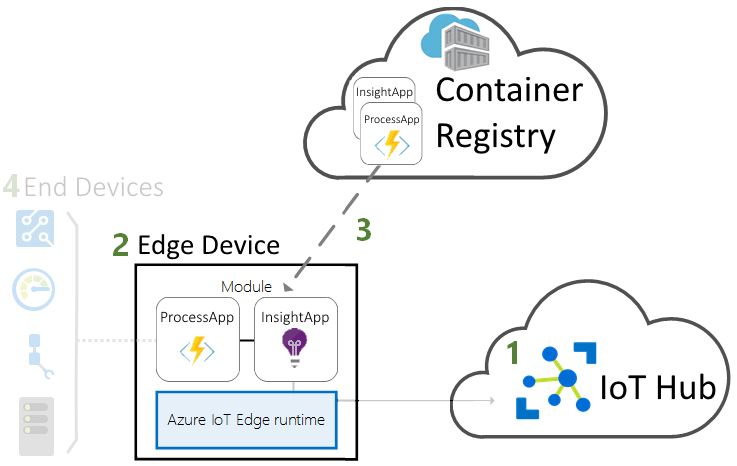 InsightApp
ProcessApp
Container
Registry
4 End Devices
3
2 Edge Device
Module
ProcessApp
InsightApp
Azure IoT Edge runtime
1
IoT Hub